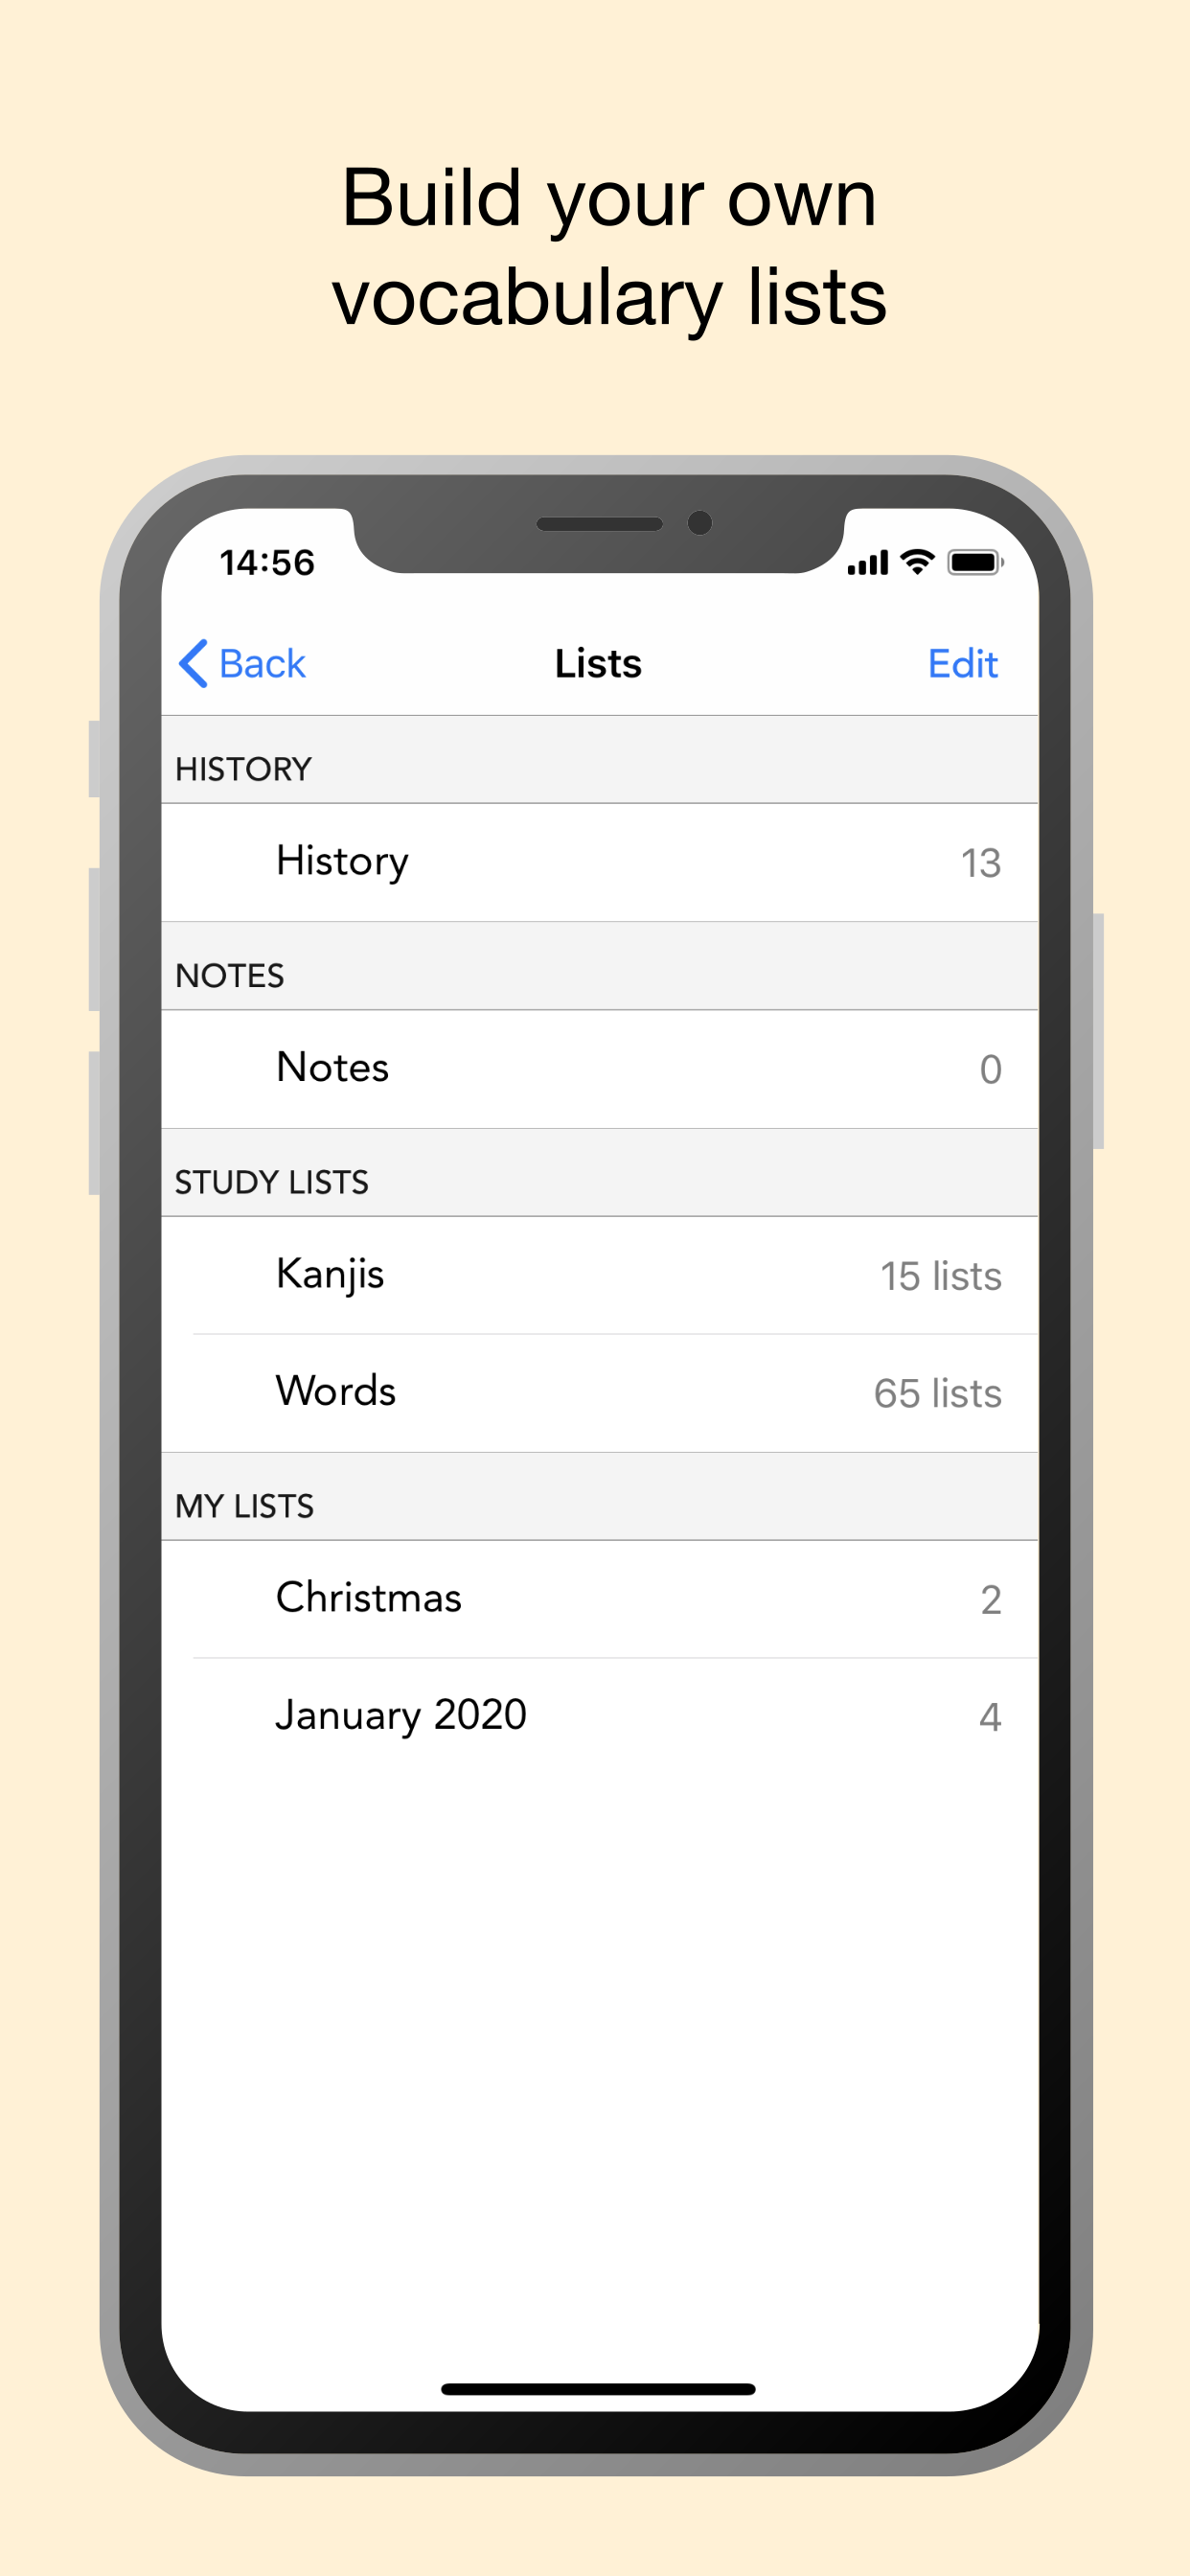 Build your own
vocabulary lists
14:56
Back Lists Edit
HISTORY
History 13
NOTES
Notes 0
STUDY LISTS
Kanjis 15 lists
Words 65 lists
MY LISTS
Christmas 2
January 2020 4